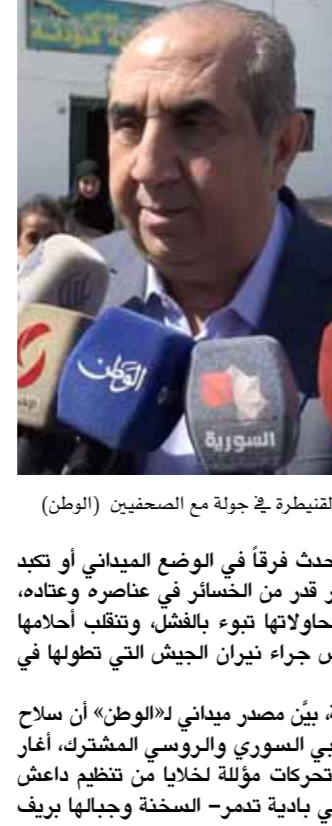 الوطن
السورية
القنيطرة في جولة مع الصحفيين (الوطن)
حدث فرقاً في الوضع الميداني أو تكبد
قدر من الخسائر في عناصره وعتاده،
حاولاتها تبوء بالفشل، وتنقلب أحلامها
جراء نيران الجيش التي تطولها في
بيَّن مصدر ميداني لـ«الوطن» أن سلاح
السوري والروسي المشترك، أغار
تحركات مؤللة لخلايا من تنظيم داعش
ي بادية تدمر– السخنة وجبالها بريف